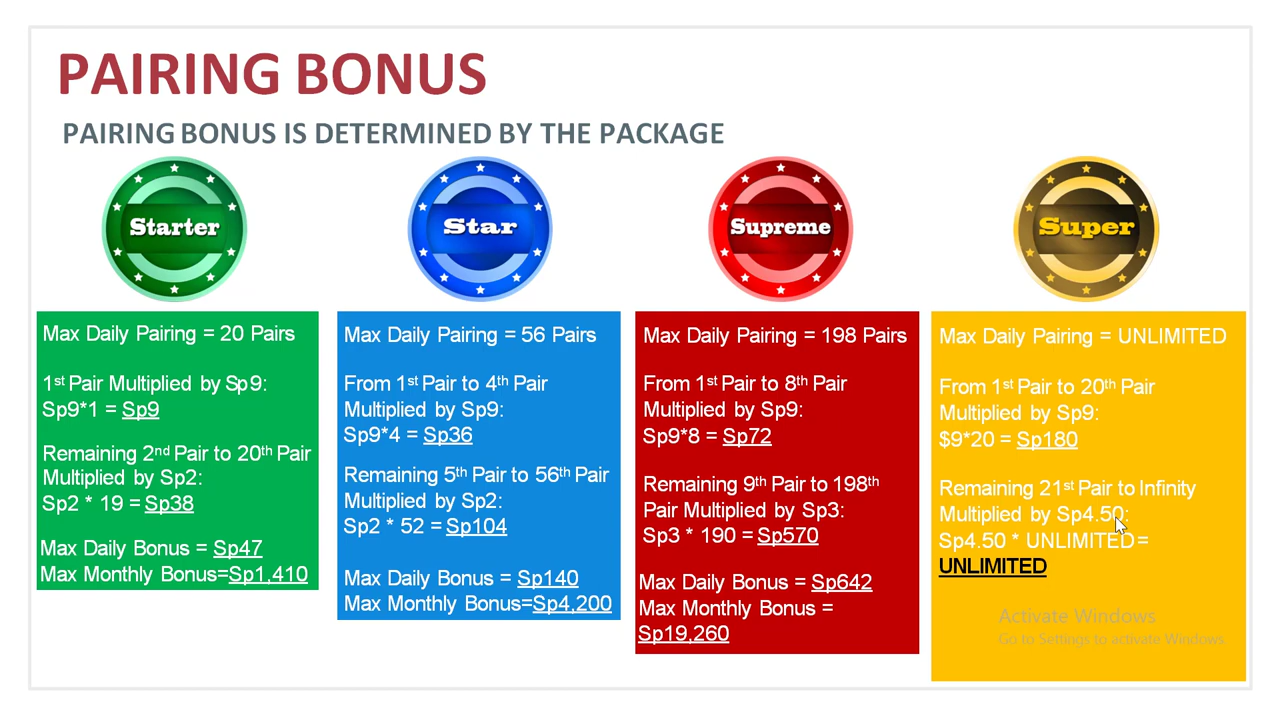 PAIRING BONUS
PAIRING BONUS IS DETERMINED BY THE PACKAGE
Starter
Max Daily Pairing = 20 Pairs
1st Pair Multiplied by Sp9:
Sp9*1 = Sp9
Remaining 2nd Pair to 20th Pair
Multiplied by Sp2:
Sp2 * 19 = Sp38
Max Daily Bonus = Sp47
Max Monthly Bonus=Sp1,410
Star
Max Daily Pairing = 56 Pairs
From 1st Pair to 4th Pair
Multiplied by Sp9:
Sp9*4 = Sp36
Remaining 5th Pair to 56th Pair
Multiplied by Sp2:
Sp2 * 52 = Sp104
Max Daily Bonus = Sp140
Max Monthly Bonus=Sp4,200
Supreme
Max Daily Pairing = 198 Pairs
From 1st Pair to 8th Pair
Multiplied by Sp9:
Sp9*8 = Sp72
Remaining 9th Pair to 198th
Pair Multiplied by Sp3:
Sp3 * 190 = Sp570
Max Daily Bonus = Sp642
Max Monthly Bonus =
Sp19,260
Super
Max Daily Pairing = UNLIMITED
From 1st Pair to 20th Pair
Multiplied by Sp9:
$9*20 = Sp180
Remaining 21st Pair to Infinity
Multiplied by Sp4.50:
Sp4.50 * UNLIMITED=
UNLIMITED
Activate Windows
Go to Settings to activate Windows